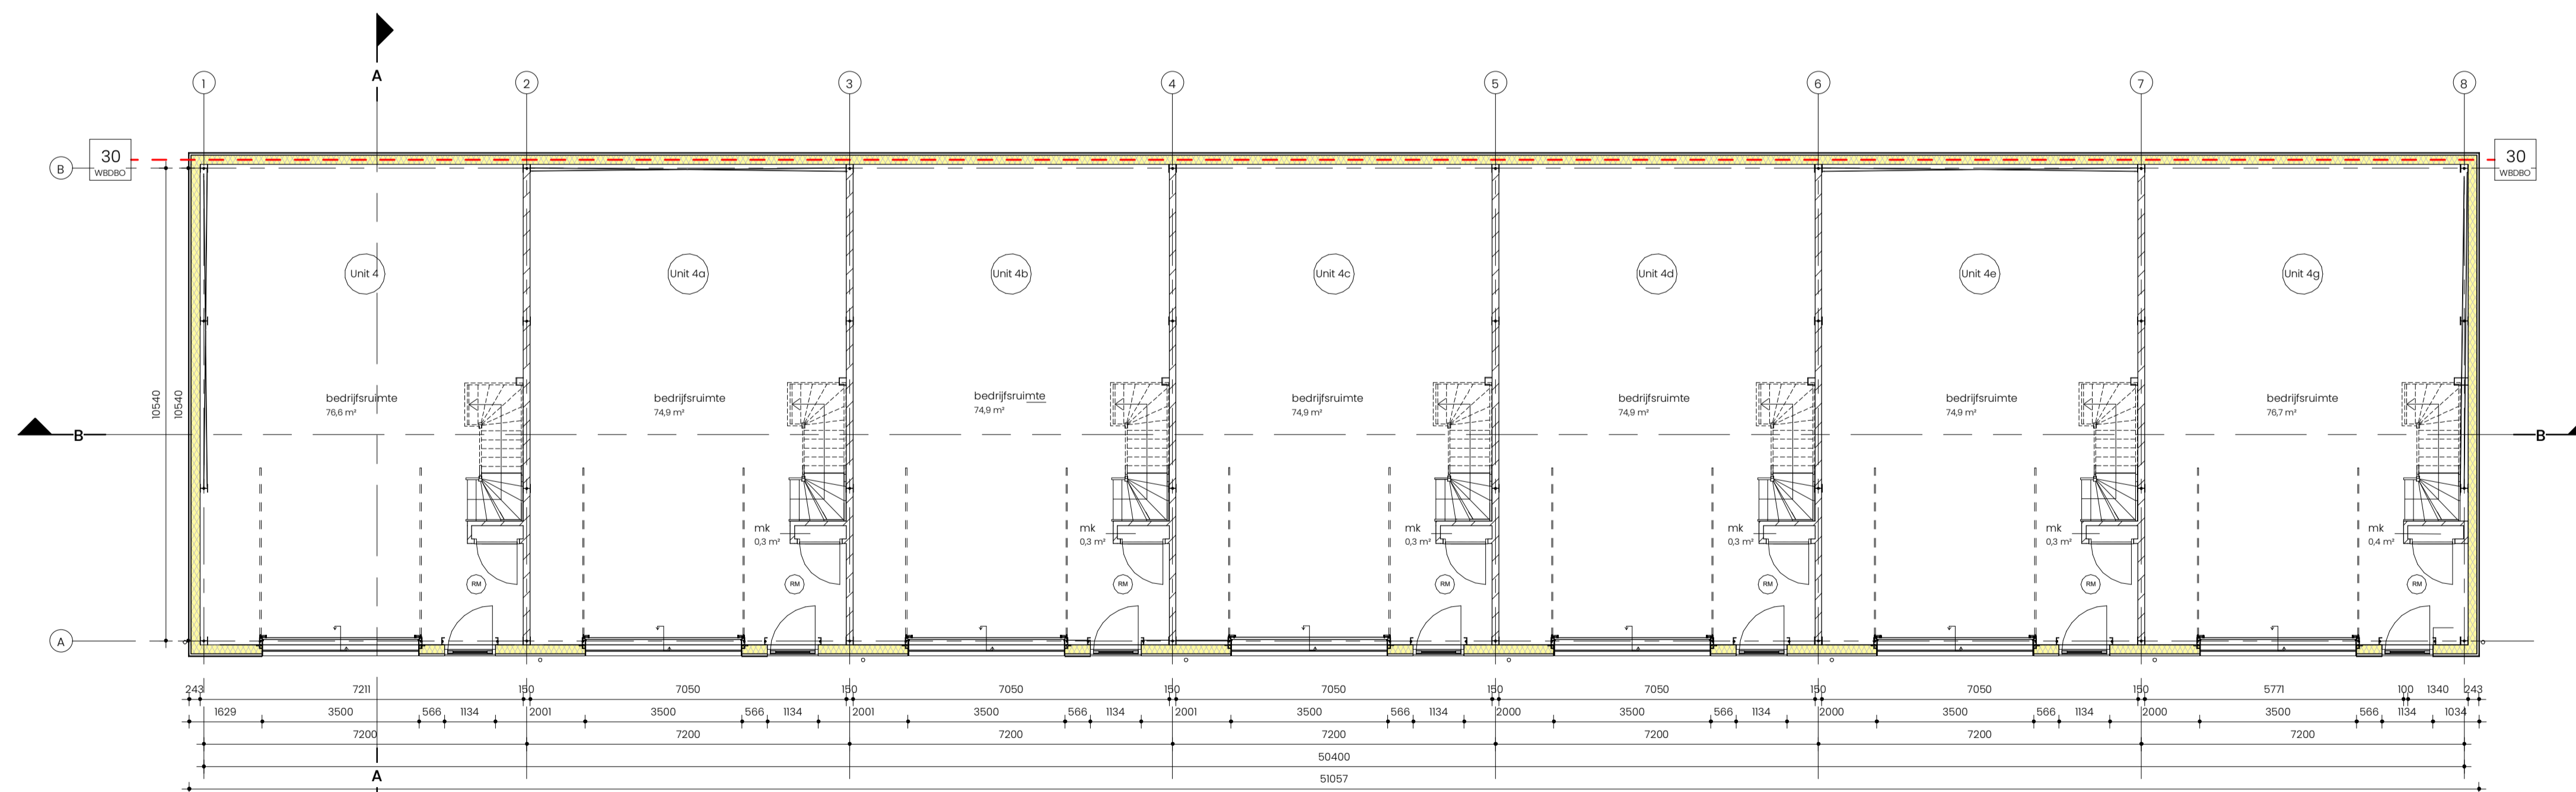 A
1 2 3 4 5 6 7 8
30 30
WBDBO WBDBO
B
Unit 4 Unit 4a Unit 4b Unit 4c Unit 4d Unit 4e Unit 4g
10540 10540
bedrijfsruimte bedrijfsruimte bedrijfsruimte bedrijfsruimte bedrijfsruimte bedrijfsruimte bedrijfsruimte
76,6 m² 74,9 m² 74,9 m² 74,9 m² 74,9 m² 74,9 m² 76,7 m²
B B
mk mk mk mk mk mk
0,3 m² 0,3 m² 0,3 m² 0,3 m² 0,3 m² 0,4 m²
RM RM RM RM RM RM RM
A
243 7211 150 7050 150 7050 150 7050 150 7050 150 7050 150 5771 100 1340 243
1629 3500 566 1134 2001 3500 566 1134 2001 3500 566 1134 2001 3500 566 1134 2000 3500 566 1134 2000 3500 566 1134 2000 3500 566 1134 1034
7200 7200 7200 7200 7200 7200 7200
50400
A
51057